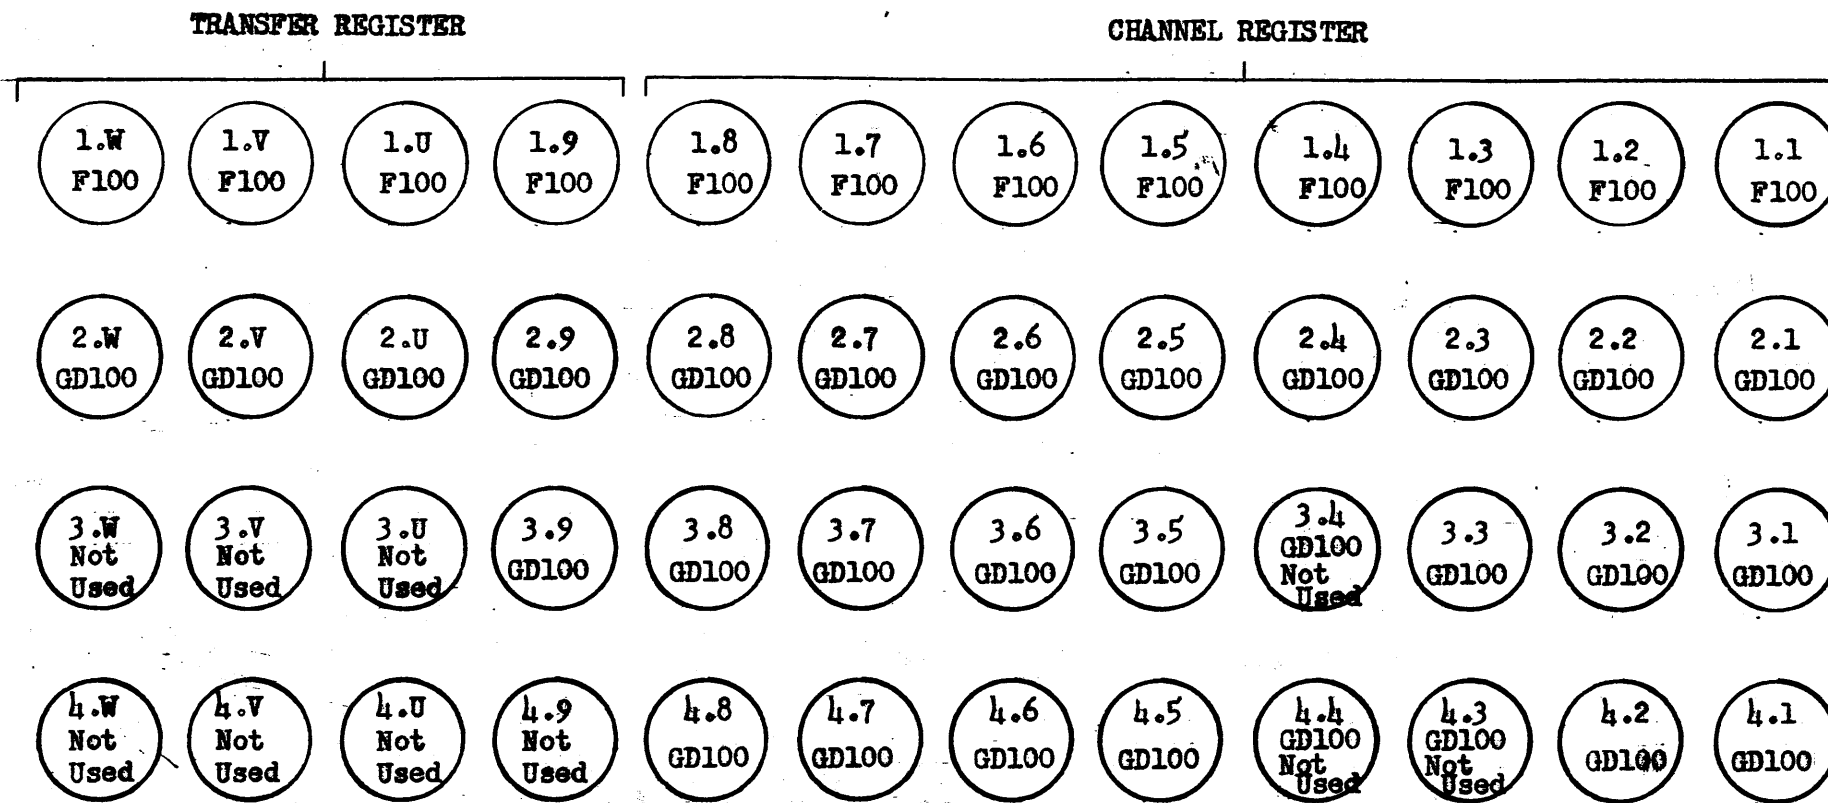 TRANSFER REGISTER CHANNEL REGISTER
1.W 1.V 1.U 1.9 1.8 1.7 1.6 1.5 1.4 1.3 1.2 1.1
F100 F100 F100 F100 F100 F100 F100 F100 F100 F100 F100 F100
2.W 2.V 2.U 2.9 2.8 2.7 2.6 2.5 2.4 2.3 2.2 2.1
GD100 GD100 GD100 GD100 GD100 GD100 GD100 GD100 GD100 GD100 GD100 GD100
3.W
Not
Used
3.V
Not
Used
3.U
Not
Used
3.9
GD100
3.8
GD100
3.7
GD100
3.6
GD100
3.5
GD100
3.4
GD100
Not
Used
3.3
GD100
3.2
GD100
3.1
GD100
4.W
Not
Used
4.V
Not
Used
4.U
Not
Used
4.9
Not
Used
4.8
GD100
4.7
GD100
4.6
GD100
4.5
GD100
4.4
GD100
Not
Used
4.3
GD100
Not
Used
4.2
GD100
4.1
GD100